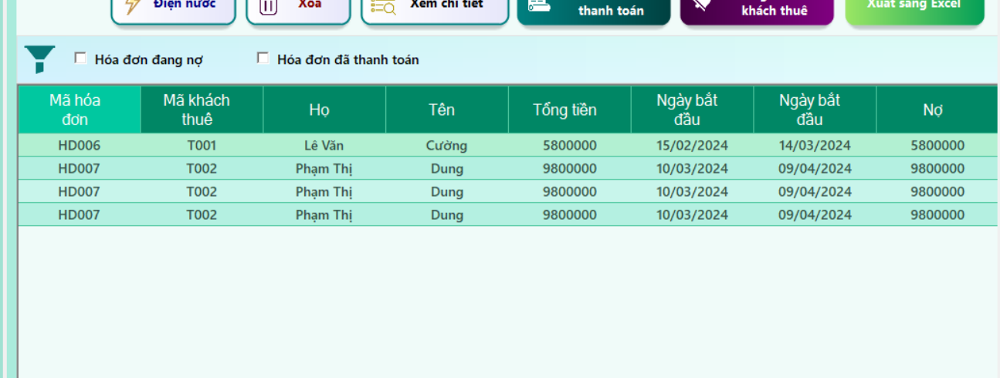 Điện nước Xóa Xem chi tiết thanh toán khách thuê Xuất sang Excel
Hóa đơn đang nợ Hóa đơn đã thanh toán
Mã hóa đơn Mã khách thuê Họ Tên Tổng tiền Ngày bắt đầu Ngày bắt đầu Nợ
HD006 T001 Lê Văn Cường 5800000 15/02/2024 14/03/2024 5800000
HD007 T002 Phạm Thị Dung 9800000 10/03/2024 09/04/2024 9800000
HD007 T002 Phạm Thị Dung 9800000 10/03/2024 09/04/2024 9800000
HD007 T002 Phạm Thị Dung 9800000 10/03/2024 09/04/2024 9800000